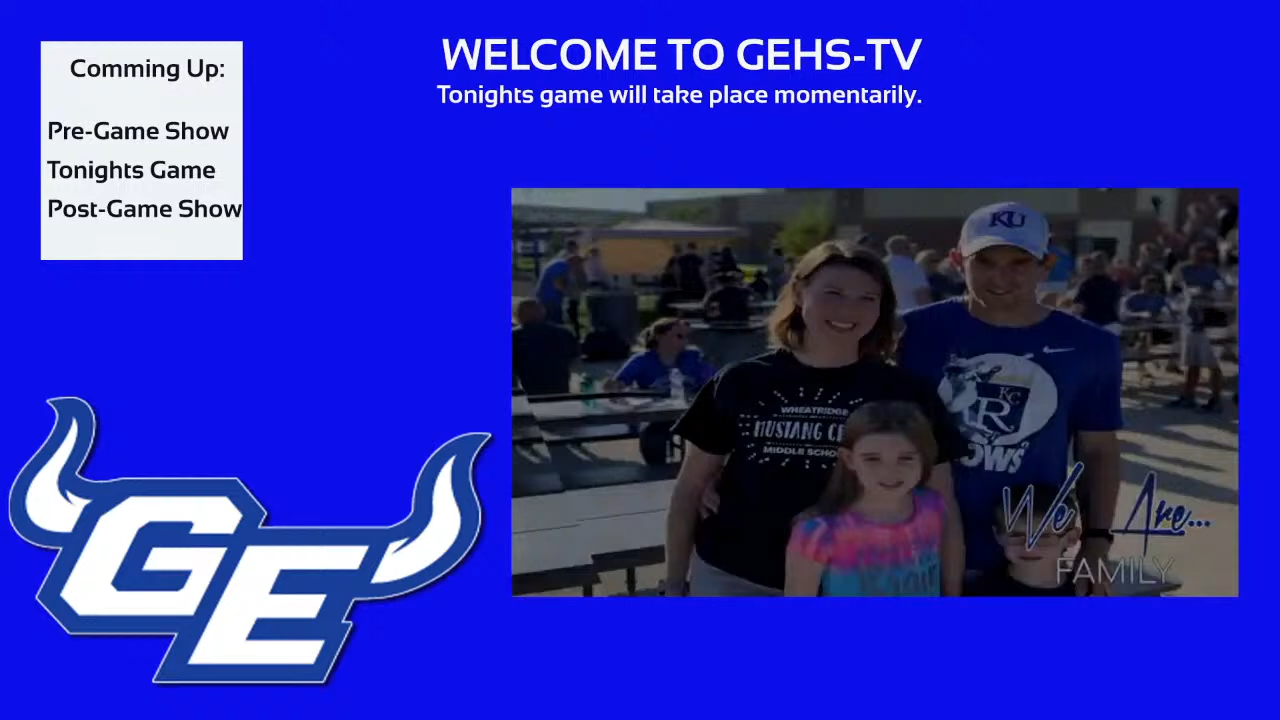 Comming Up:
Pre-Game Show
Tonights Game
Post-Game Show
WELCOME TO GEHS-TV
Tonights game will take place momentarily.
KU
WHEATRIDGE
MUSTANG
MIDDLE
KC
R
We Are...
FAMILY
GE